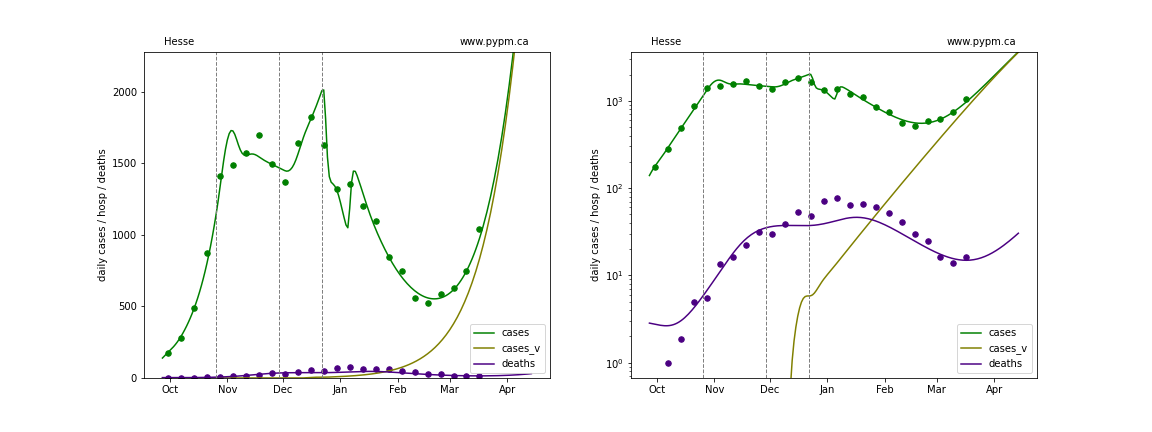 Hesse
www.pypm.ca
daily cases / hosp / deaths
2000
1500
1000
500
0
Oct
Nov
Dec
Jan
Feb
Mar
Apr
cases
cases_v
deaths
Hesse
www.pypm.ca
daily cases / hosp / deaths
10³
10²
10¹
10⁰
Oct
Nov
Dec
Jan
Feb
Mar
Apr
cases
cases_v
deaths